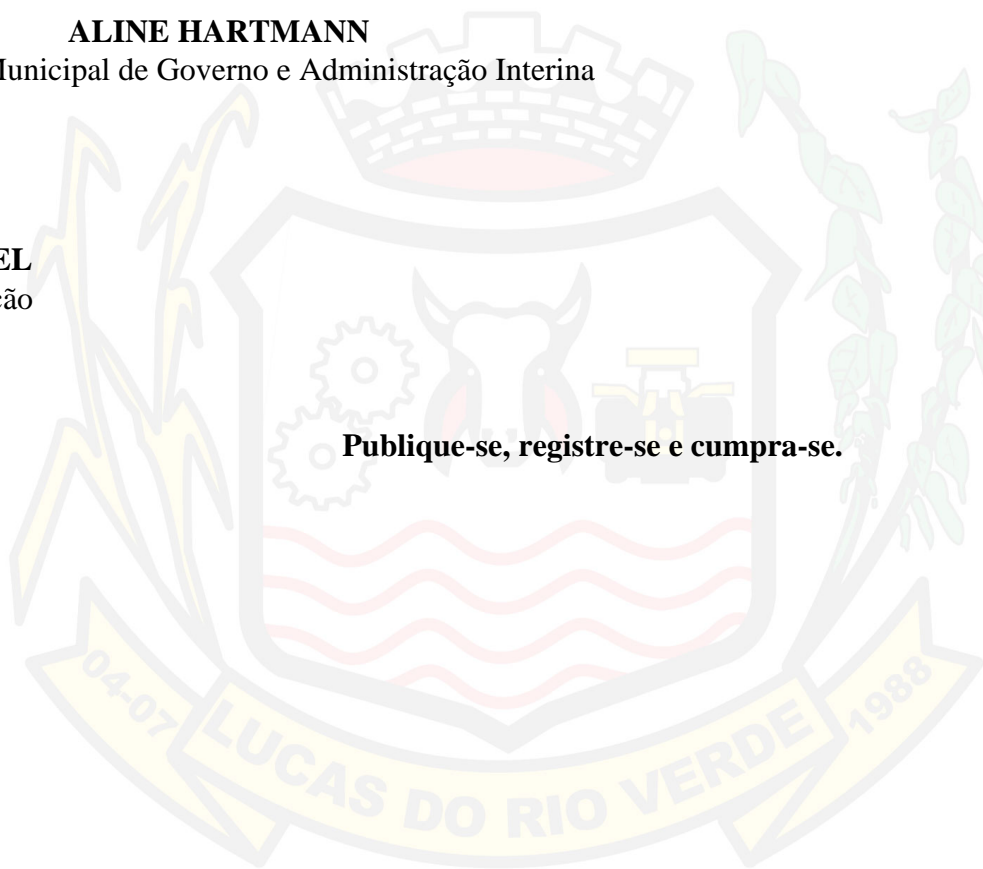 ALINE HARTMANN
unicipal de Governo e Administração Interina
EL
ção
Publique-se, registre-se e cumpra-se.
04-07
LUCAS DO RIO VERDE
1988